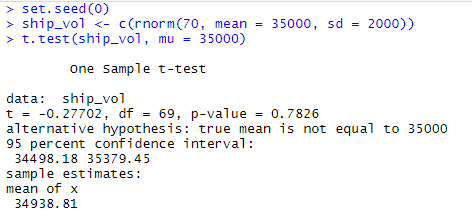 > set.seed(0)
> ship_vol <- c(rnorm(70, mean = 35000, sd = 2000))
> t.test(ship_vol, mu = 35000)
One Sample t-test
data:  ship_vol
t = -0.27702, df = 69, p-value = 0.7826
alternative hypothesis: true mean is not equal to 35000
95 percent confidence interval:
34498.18 35379.45
sample estimates:
mean of x
34938.81